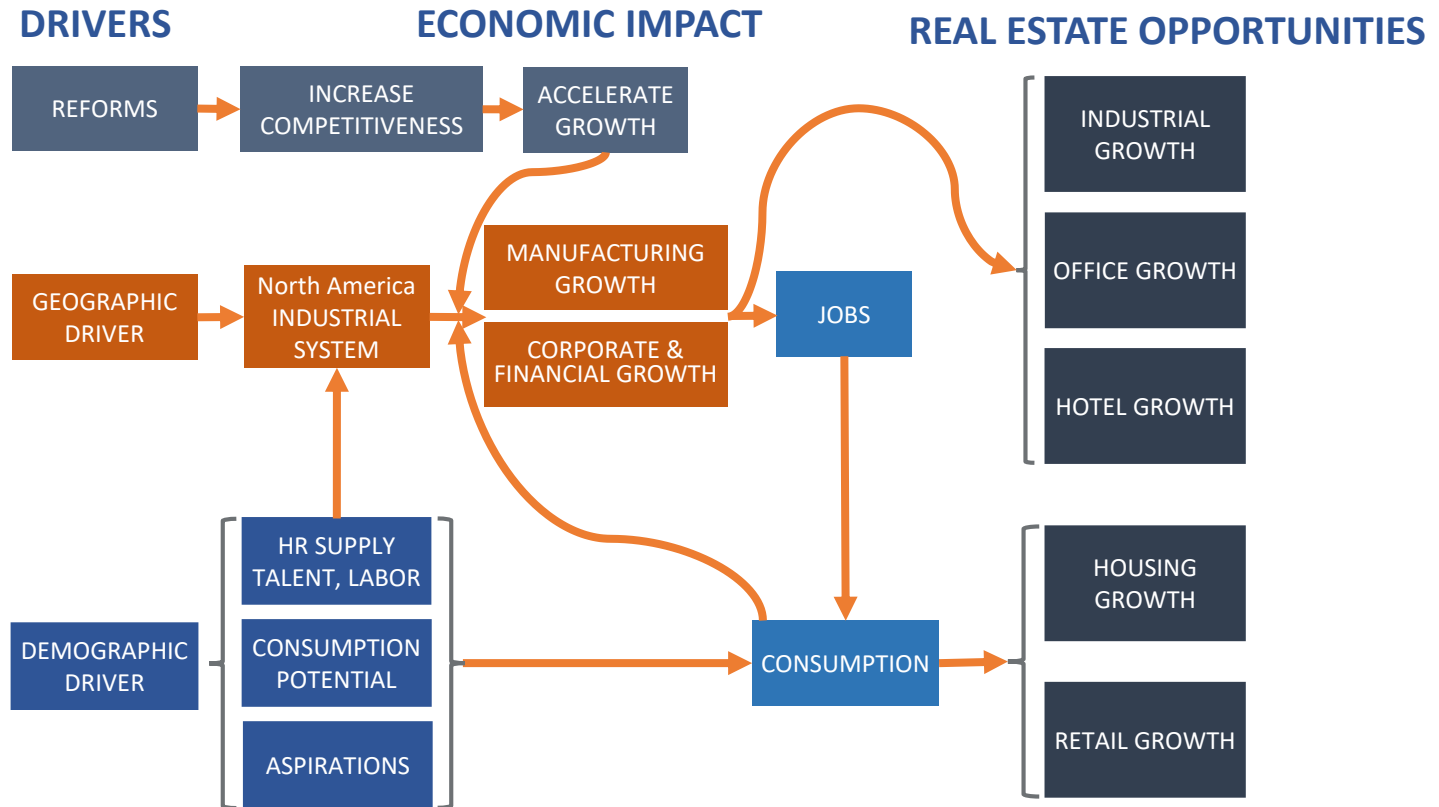 DRIVERS
ECONOMIC IMPACT
REAL ESTATE OPPORTUNITIES
REFORMS
INCREASE
COMPETITIVENESS
ACCELERATE
GROWTH
INDUSTRIAL
GROWTH
OFFICE GROWTH
HOTEL GROWTH
GEOGRAPHIC
DRIVER
North America
INDUSTRIAL
SYSTEM
MANUFACTURING
GROWTH
CORPORATE &
FINANCIAL GROWTH
JOBS
DEMOGRAPHIC
DRIVER
HR SUPPLY
TALENT, LABOR
CONSUMPTION
POTENTIAL
ASPIRATIONS
CONSUMPTION
HOUSING
GROWTH
RETAIL GROWTH